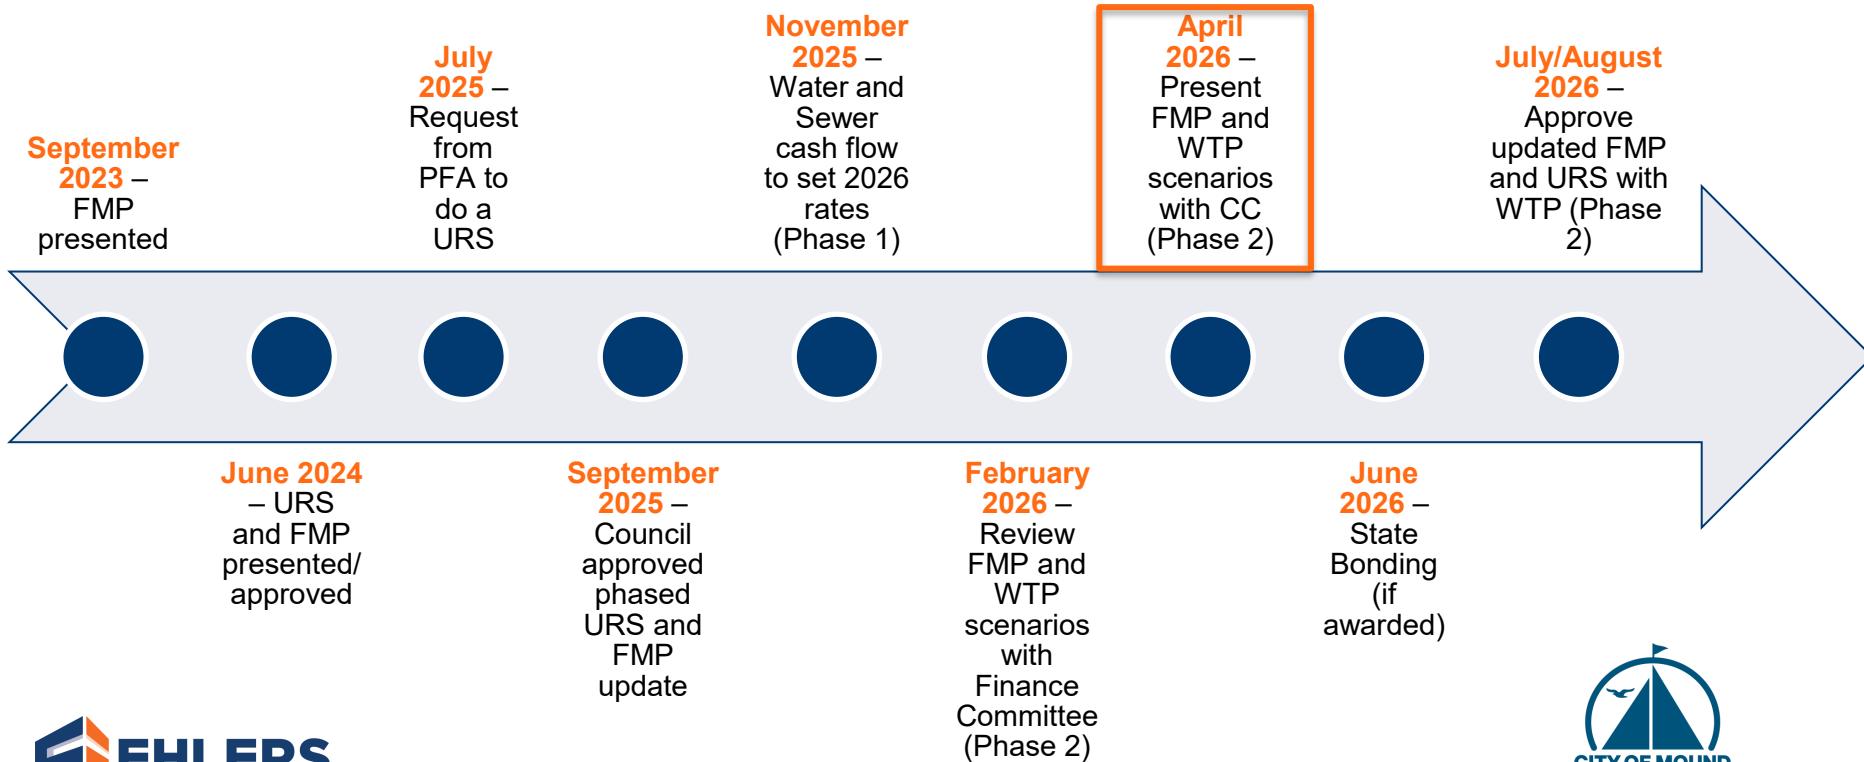 September
2023 –
FMP
presented
June 2024
– URS
and FMP
presented/
approved
July
2025 –
Request
from
PFA to
do a
URS
September
2025 –
Council
approved
phased
URS and
FMP
update
November
2025 –
Water and
Sewer
cash flow
to set 2026
rates
(Phase 1)
February
2026 –
Review
FMP and
WTP
scenarios
with
Finance
Committee
(Phase 2)
April
2026 –
Present
FMP and
WTP
scenarios
with CC
(Phase 2)
June
2026 –
State
Bonding
(if
awarded)
July/August
2026 –
Approve
updated FMP
and URS with
WTP (Phase
2)
EHLERS
CITY OF MOUND